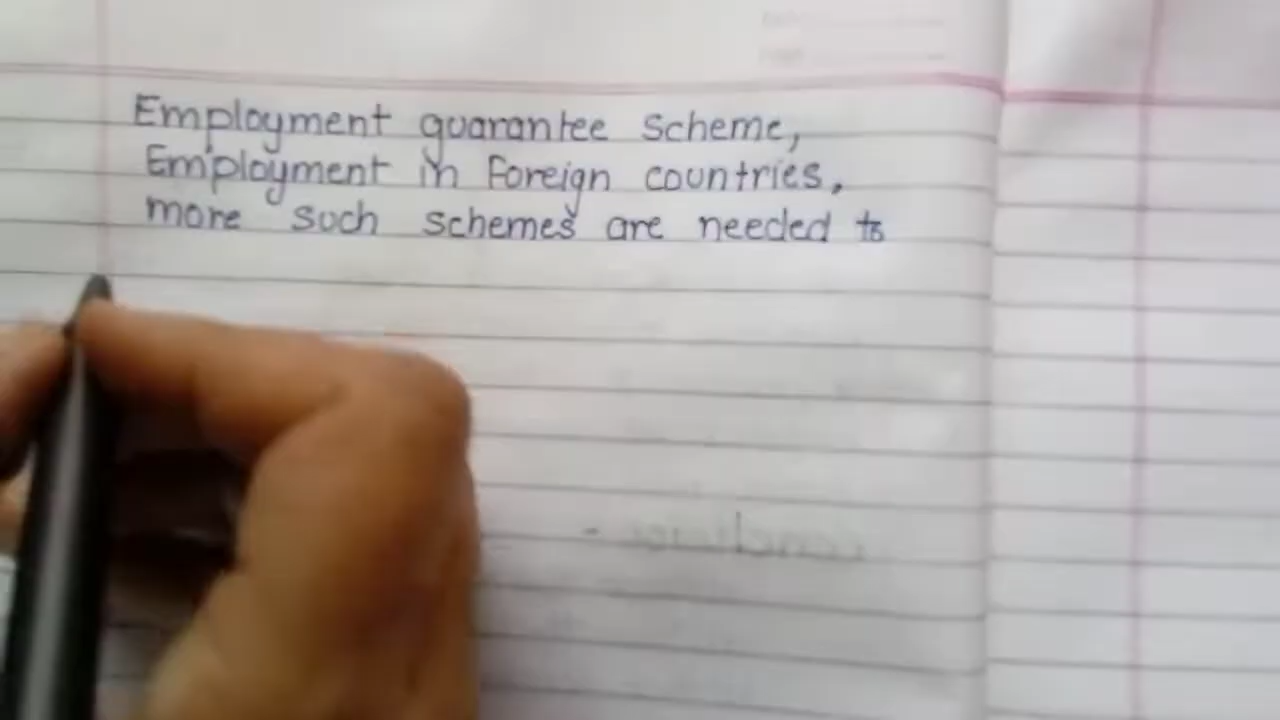 Employment guarantee scheme,
Employment in foreign countries,
more such schemes are needed to